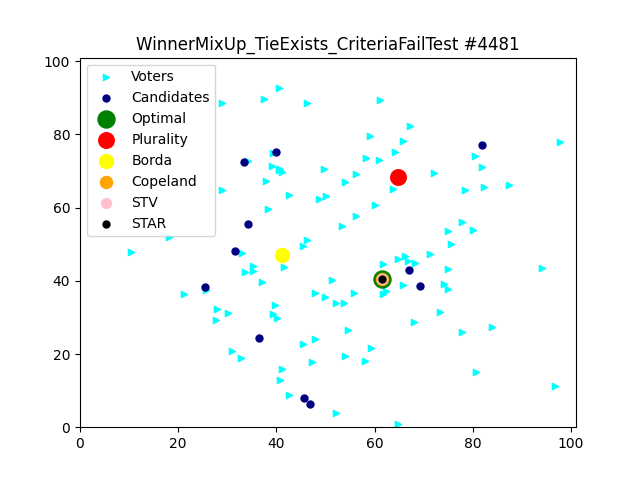 WinnerMixUp_TieExists_CriteriaFailTest #4481
100
80
60
40
20
0
Voters
Candidates
Optimal
Plurality
Borda
Copeland
STV
STAR
0 20 40 60 80 100